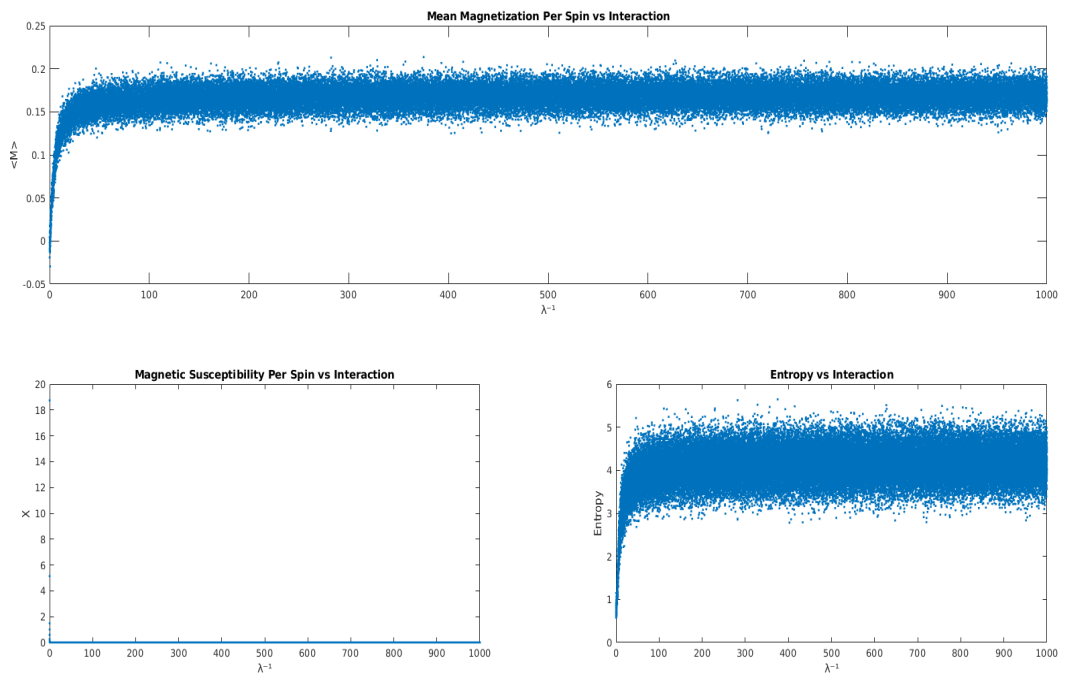 Mean Magnetization Per Spin vs Interaction
0.25
0.2
0.15
0.1
0.05
0
-0.05
<M>
0 100 200 300 400 500 600 700 800 900 1000
λ⁻¹
Magnetic Susceptibility Per Spin vs Interaction
20
18
16
14
12
10
8
6
4
2
0
X
0 100 200 300 400 500 600 700 800 900 1000
λ⁻¹
Entropy vs Interaction
6
5
4
3
2
1
0
Entropy
0 100 200 300 400 500 600 700 800 900 1000
λ⁻¹